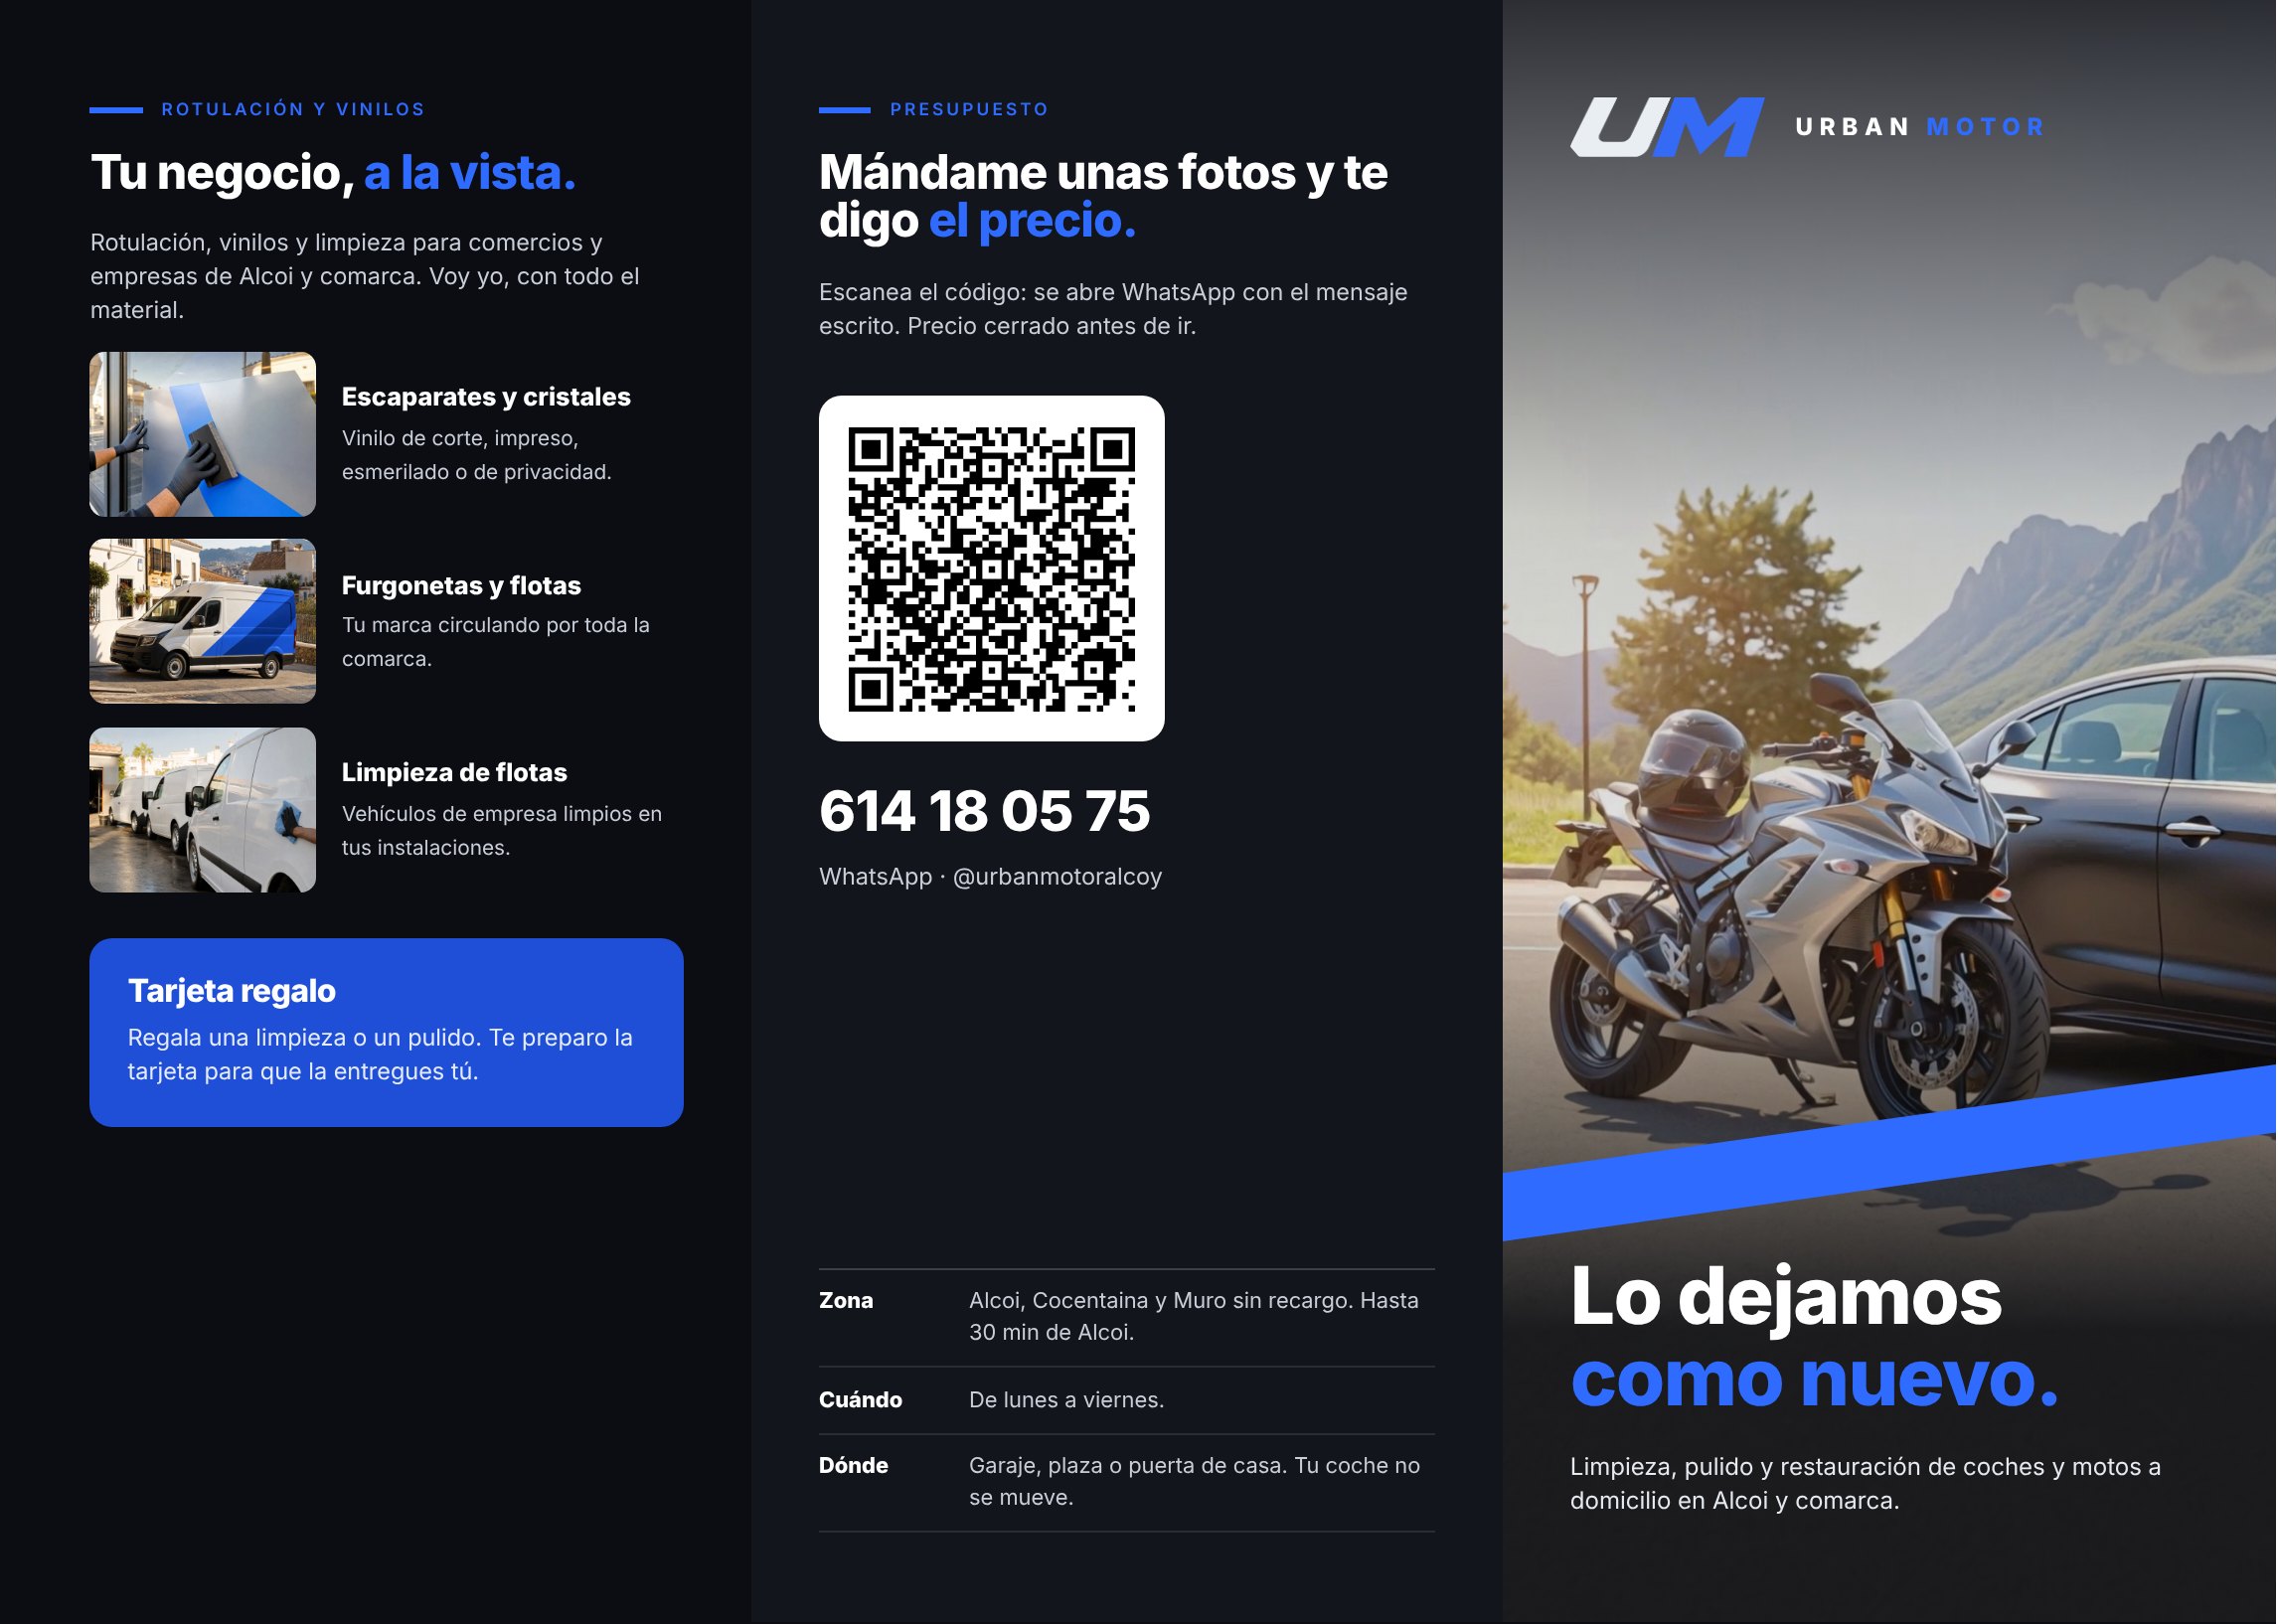 ROTULACIÓN Y VINILOS
Tu negocio, a la vista.
Rotulación, vinilos y limpieza para comercios y
empresas de Alcoi y comarca. Voy yo, con todo el
material.
Escaparates y cristales
Vinilo de corte, impreso,
esmerilado o de privacidad.
Furgonetas y flotas
Tu marca circulando por toda la
comarca.
Limpieza de flotas
Vehículos de empresa limpios en
tus instalaciones.
Tarjeta regalo
Regala una limpieza o un pulido. Te preparo la
tarjeta para que la entregues tú.
PRESUPUESTO
Mándame unas fotos y te
digo el precio.
Escanea el código: se abre WhatsApp con el mensaje
escrito. Precio cerrado antes de ir.
614 18 05 75
WhatsApp · @urbanmotoralcoy
Zona
Alcoi, Cocentaina y Muro sin recargo. Hasta
30 min de Alcoi.
Cuándo
De lunes a viernes.
Dónde
Garaje, plaza o puerta de casa. Tu coche no
se mueve.
UM URBAN MOTOR
Lo dejamos
como nuevo.
Limpieza, pulido y restauración de coches y motos a
domicilio en Alcoi y comarca.